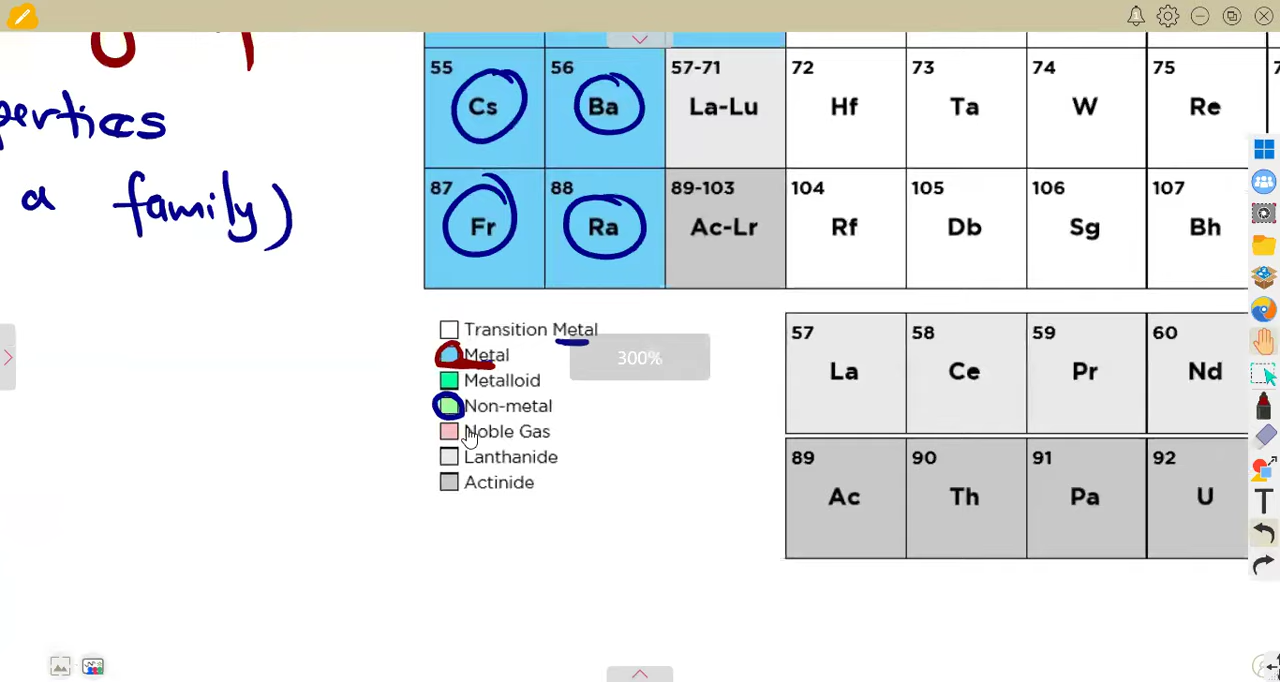 perties
a family)
55 56 57-71 72 73 74 75
Cs Ba La-Lu Hf Ta W Re
87 88 89-103 104 105 106 107
Fr Ra Ac-Lr Rf Db Sg Bh
Transition Metal
Metal
Metalloid
Non-metal
Noble Gas
Lanthanide
Actinide
300%
57 58 59 60
La Ce Pr Nd
89 90 91 92
Ac Th Pa U
T